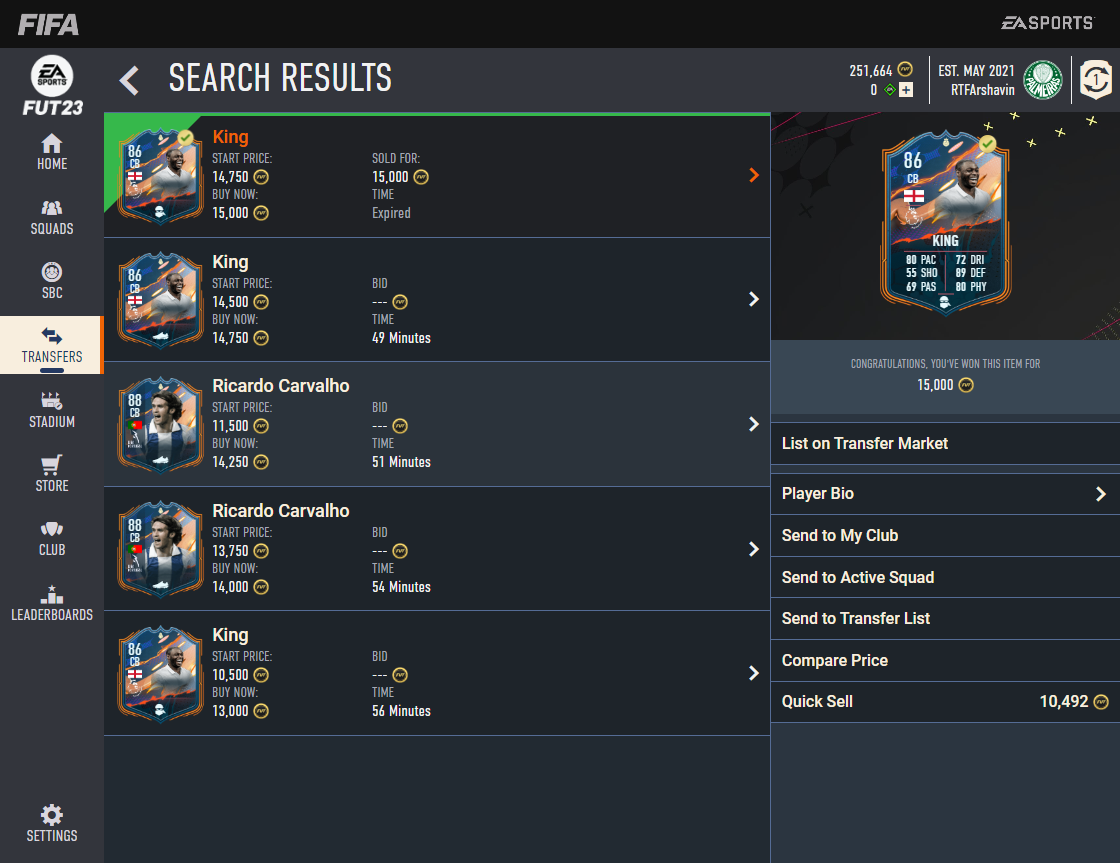 FIFA
EA SPORTS
EA SPORTS
FUT23
HOME
SQUADS
SBC
TRANSFERS
STADIUM
STORE
CLUB
LEADERBOARDS
SETTINGS
SEARCH RESULTS
251,664
0
EST. MAY 2021
RTFArshavin
PALMEIRAS
1
86
CB
King
START PRICE:
14,750
BUY NOW:
15,000
SOLD FOR:
15,000
TIME
Expired
86
CB
King
START PRICE:
14,500
BUY NOW:
14,750
BID
---
TIME
49 Minutes
88
CB
Ricardo Carvalho
START PRICE:
11,500
BUY NOW:
14,250
BID
---
TIME
51 Minutes
88
CB
Ricardo Carvalho
START PRICE:
13,750
BUY NOW:
14,000
BID
---
TIME
54 Minutes
86
CB
King
START PRICE:
10,500
BUY NOW:
13,000
BID
---
TIME
56 Minutes
86
CB
KING
80 PAC 72 DRI
55 SHO 89 DEF
69 PAS 80 PHY
CONGRATULATIONS, YOU'VE WON THIS ITEM FOR
15,000
List on Transfer Market
Player Bio
Send to My Club
Send to Active Squad
Send to Transfer List
Compare Price
Quick Sell 10,492